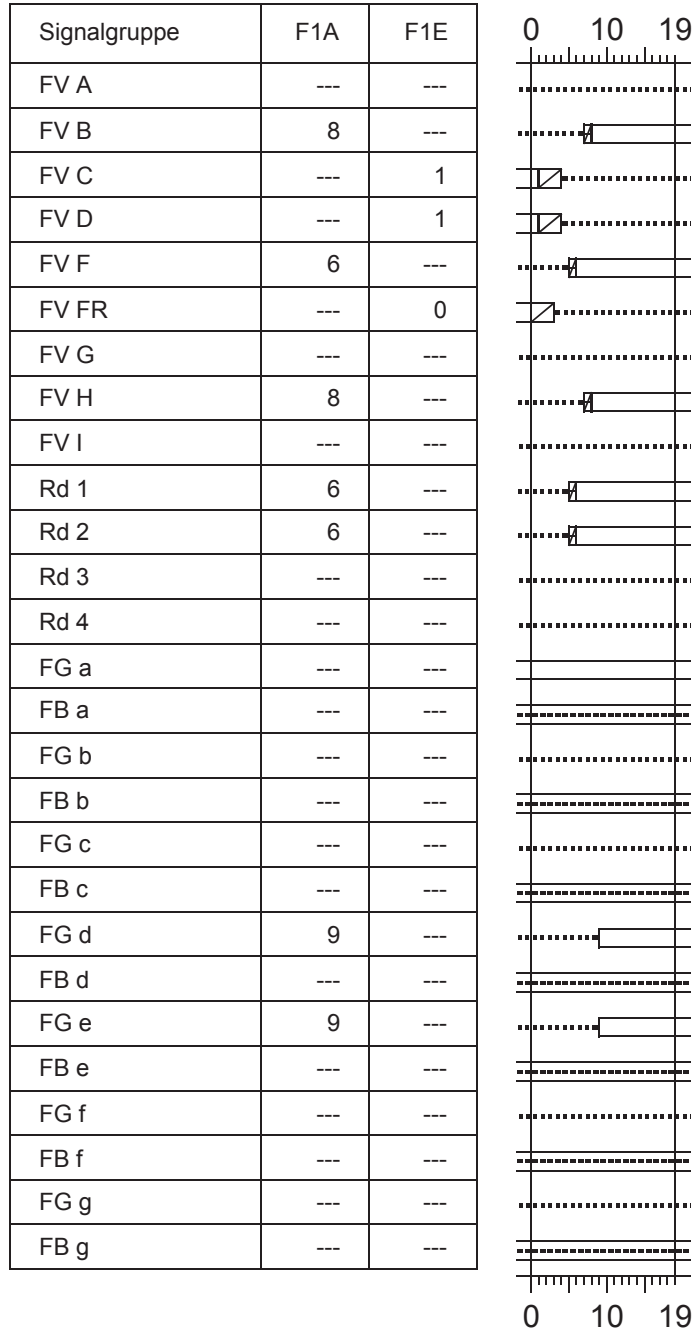 Signalgruppe F1A F1E 0 10 19
FV A --- ---
FV B 8 ---
FV C --- 1
FV D --- 1
FV F 6 ---
FV FR --- 0
FV G --- ---
FV H 8 ---
FV I --- ---
Rd 1 6 ---
Rd 2 6 ---
Rd 3 --- ---
Rd 4 --- ---
FG a --- ---
FB a --- ---
FG b --- ---
FB b --- ---
FG c --- ---
FB c --- ---
FG d 9 ---
FB d --- ---
FG e 9 ---
FB e --- ---
FG f --- ---
FB f --- ---
FG g --- ---
FB g --- ---
0 10 19